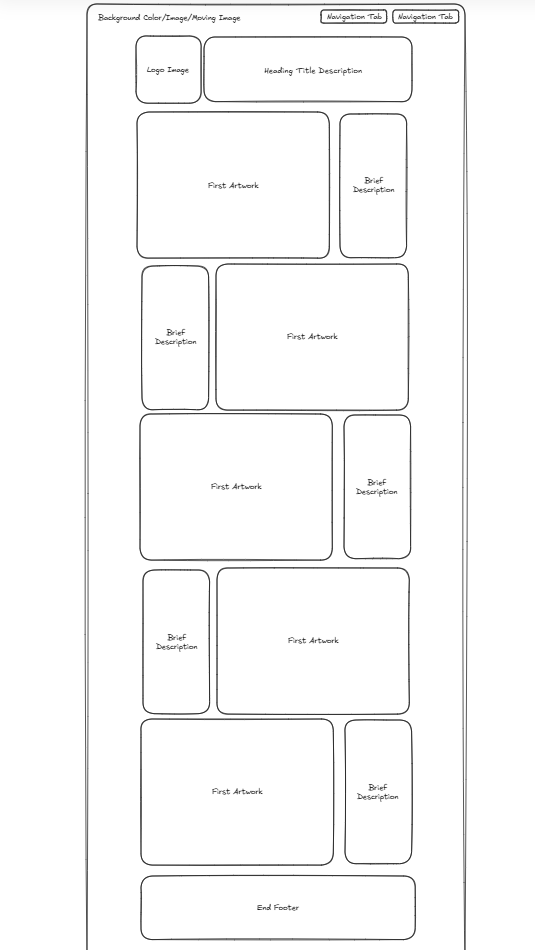 Background Color/Image/Moving Image
Navigation Tab
Navigation Tab
Logo Image
Heading Title Description
First Artwork
Brief
Description
Brief
Description
First Artwork
First Artwork
Brief
Description
Brief
Description
First Artwork
First Artwork
Brief
Description
End Footer